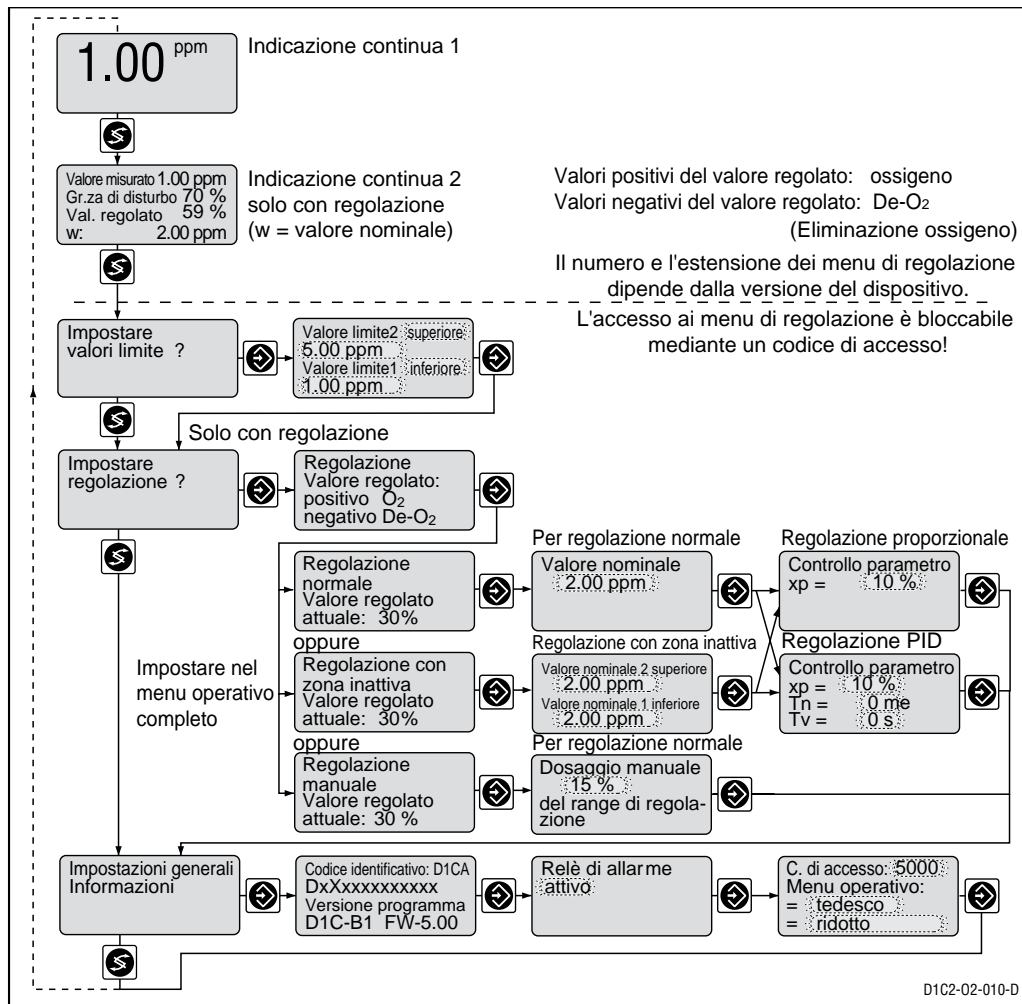 1.00 ppm
Indicazione continua 1
Valore misurato 1.00 ppm
Gr.za di disturbo 70 %
Val. regolato 59 %
w: 2.00 ppm
Indicazione continua 2
solo con regolazione
(w = valore nominale)
Valori positivi del valore regolato: ossigeno
Valori negativi del valore regolato: De-O2
(Eliminazione ossigeno)
Il numero e l'estensione dei menu di regolazione
dipende dalla versione del dispositivo.
L'accesso ai menu di regolazione è bloccabile
mediante un codice di accesso!
Impostare
valori limite ?
Valore limite2 superiore
5.00 ppm
Valore limite1 inferiore
1.00 ppm
Solo con regolazione
Impostare
regolazione ?
Regolazione
Valore regolato:
positivo O2
negativo De-O2
Impostare nel
menu operativo
completo
Regolazione
normale
Valore regolato
attuale: 30%
Per regolazione normale
Valore nominale
2.00 ppm
Regolazione proporzionale
Controllo parametro
xp = 10 %
oppure
Regolazione con
zona inattiva
Valore regolato
attuale: 30%
Regolazione con zona inattiva
Valore nominale 2 superiore
2.00 ppm
Valore nominale 1 inferiore
2.00 ppm
Regolazione PID
Controllo parametro
xp = 10 %
Tn = 0 me
Tv = 0 s
oppure
Regolazione
manuale
Valore regolato
attuale: 30 %
Per regolazione normale
Dosaggio manuale
15 %
del range di regola-
zione
Impostazioni generali
Informazioni
Codice identificativo: D1CA
DxXxxxxxxxxx
Versione programma
D1C-B1 FW-5.00
Relè di allarme
attivo
C. di accesso: 5000
Menu operativo:
= tedesco
= ridotto
D1C2-O2-010-D